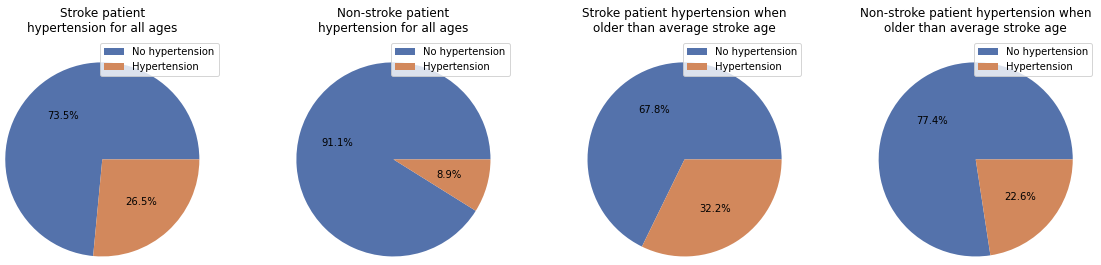 Stroke patient
hypertension for all ages
No hypertension
Hypertension
73.5%
26.5%
Non-stroke patient
hypertension for all ages
No hypertension
Hypertension
91.1%
8.9%
Stroke patient hypertension when
older than average stroke age
No hypertension
Hypertension
67.8%
32.2%
Non-stroke patient hypertension when
older than average stroke age
No hypertension
Hypertension
77.4%
22.6%